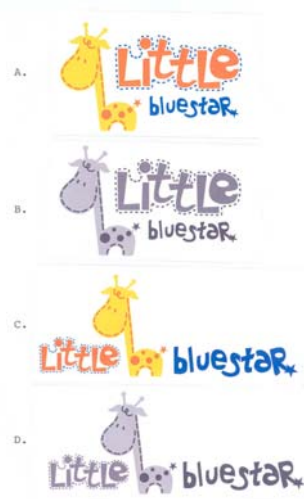 A.
Little
bluestar
B.
Little
bluestar
C.
Little bluestar
D.
Little bluestar